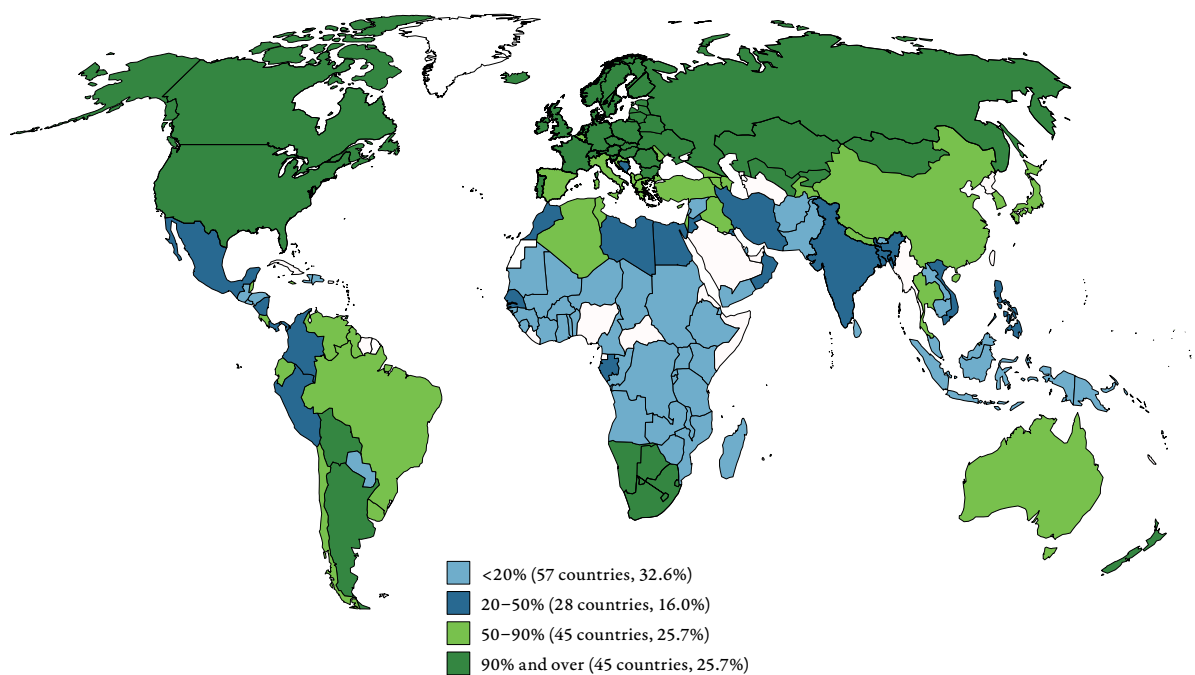 <20% (57 countries, 32.6%)
20–50% (28 countries, 16.0%)
50–90% (45 countries, 25.7%)
90% and over (45 countries, 25.7%)